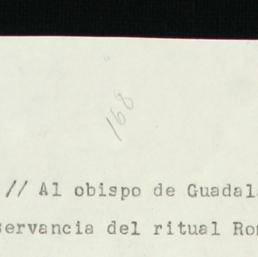 168
// Al obispo de Guadal
servancia del ritual Ro